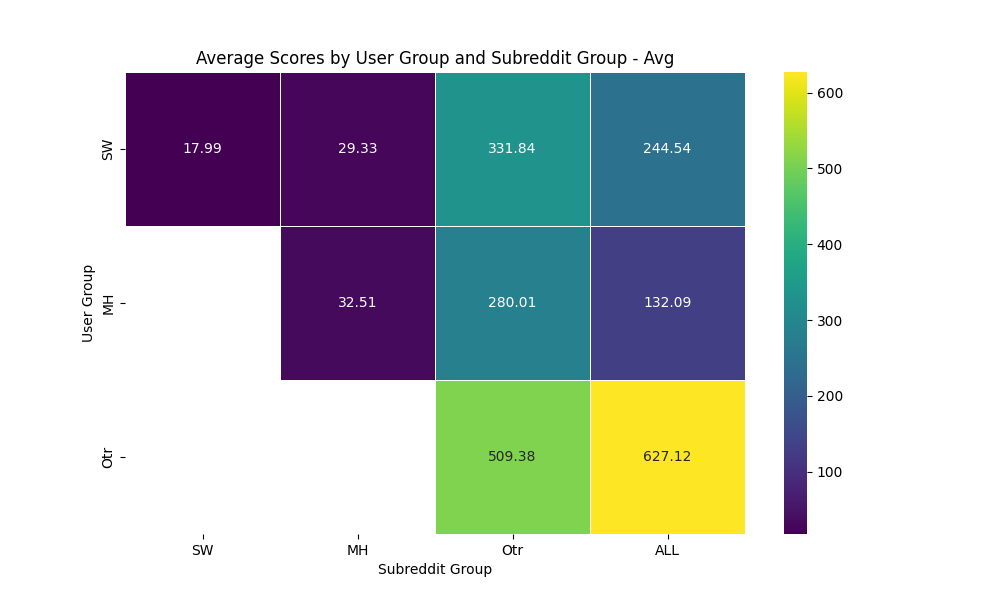 Average Scores by User Group and Subreddit Group - Avg
600
500
400
300
200
100
SW
17.99
29.33
331.84
244.54
User Group
MH
32.51
280.01
132.09
Otr
509.38
627.12
SW
MH
Otr
ALL
Subreddit Group